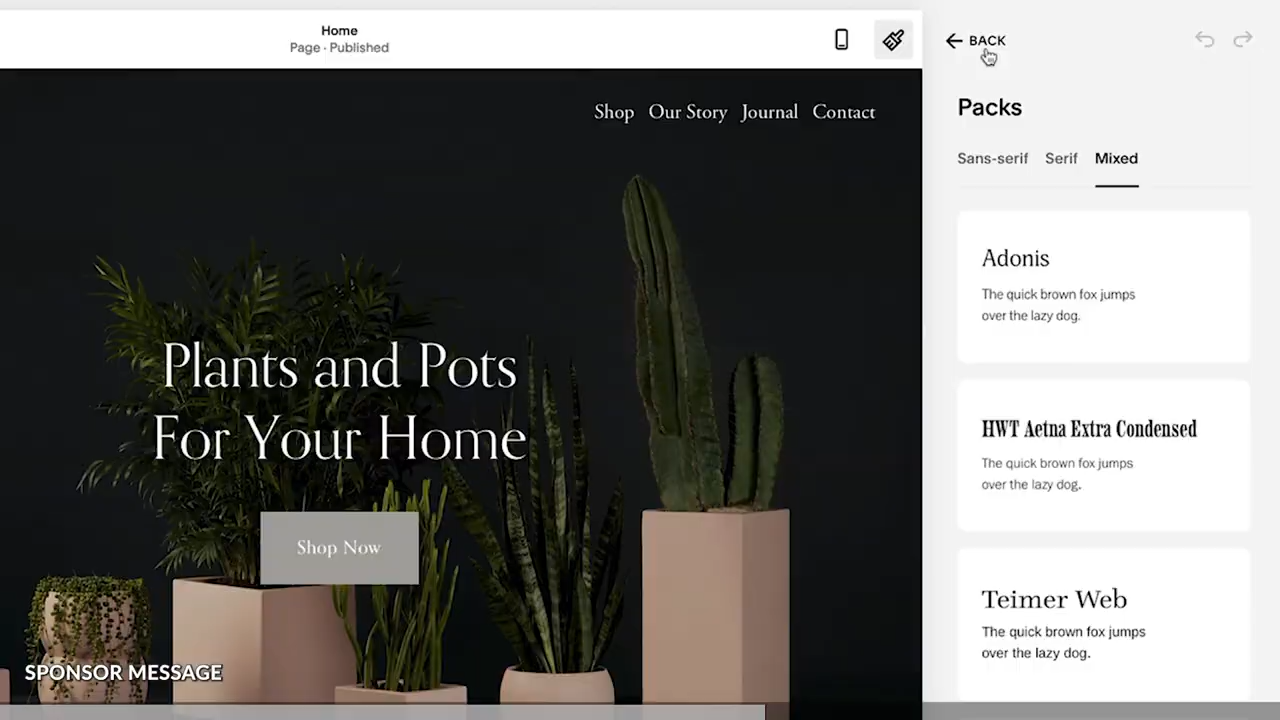 Home
Page · Published
BACK
Shop Our Story Journal Contact
Plants and Pots
For Your Home
Shop Now
SPONSOR MESSAGE
Packs
Sans-serif Serif Mixed
Adonis
The quick brown fox jumps
over the lazy dog.
HWT Aetna Extra Condensed
The quick brown fox jumps
over the lazy dog.
Teimer Web
The quick brown fox jumps
over the lazy dog.